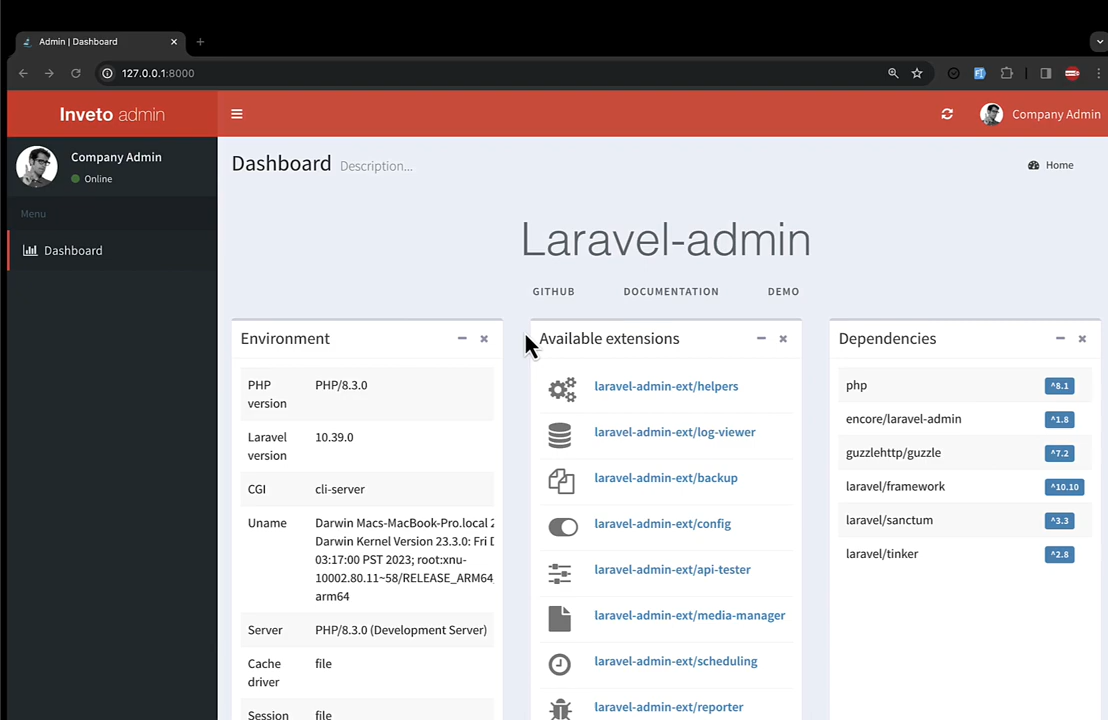 Admin | Dashboard
127.0.0.1:8000
Inveto admin
Company Admin
Company Admin
Online
Menu
Dashboard
Dashboard Description...
Home
Laravel-admin
GITHUB DOCUMENTATION DEMO
Environment
PHP version PHP/8.3.0
Laravel version 10.39.0
CGI cli-server
Uname Darwin Macs-MacBook-Pro.local 2
Darwin Kernel Version 23.3.0: Fri D
03:17:00 PST 2023; root:xnu-
10002.80.11~58/RELEASE_ARM64_
arm64
Server PHP/8.3.0 (Development Server)
Cache driver file
Session file
Available extensions
laravel-admin-ext/helpers
laravel-admin-ext/log-viewer
laravel-admin-ext/backup
laravel-admin-ext/config
laravel-admin-ext/api-tester
laravel-admin-ext/media-manager
laravel-admin-ext/scheduling
laravel-admin-ext/reporter
Dependencies
php ^8.1
encore/laravel-admin ^1.8
guzzlehttp/guzzle ^7.2
laravel/framework ^10.10
laravel/sanctum ^3.3
laravel/tinker ^2.8